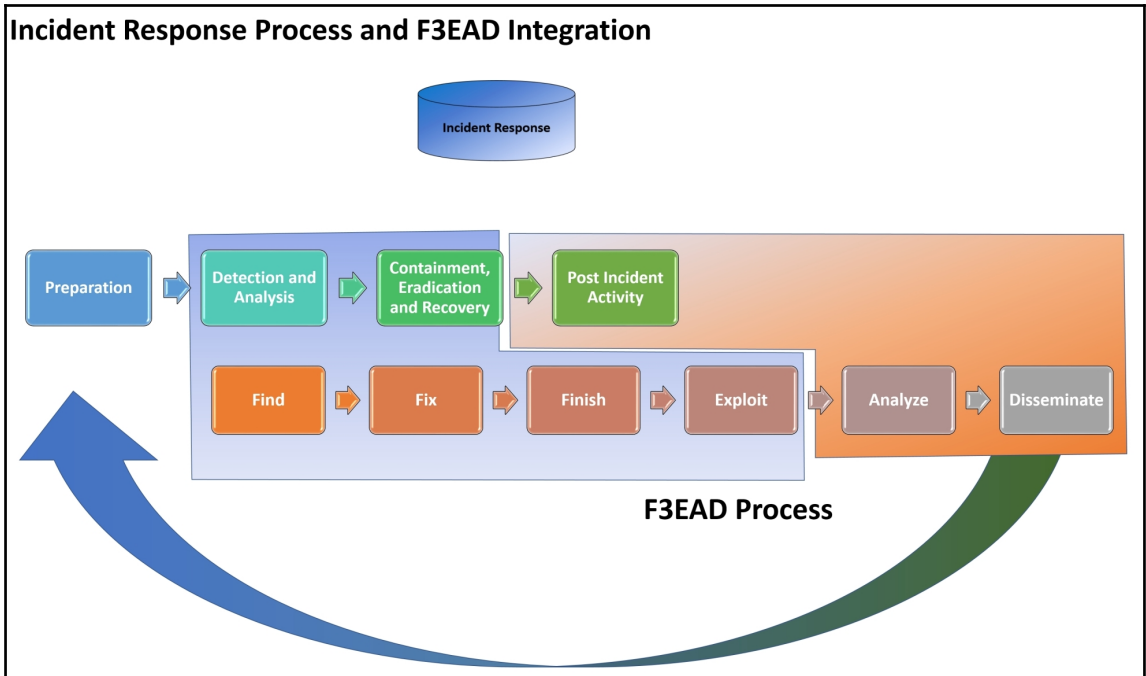 Incident Response Process and F3EAD Integration
Incident Response
Preparation
Detection and
Analysis
Containment,
Eradication
and Recovery
Post Incident
Activity
Find
Fix
Finish
Exploit
Analyze
Disseminate
F3EAD Process